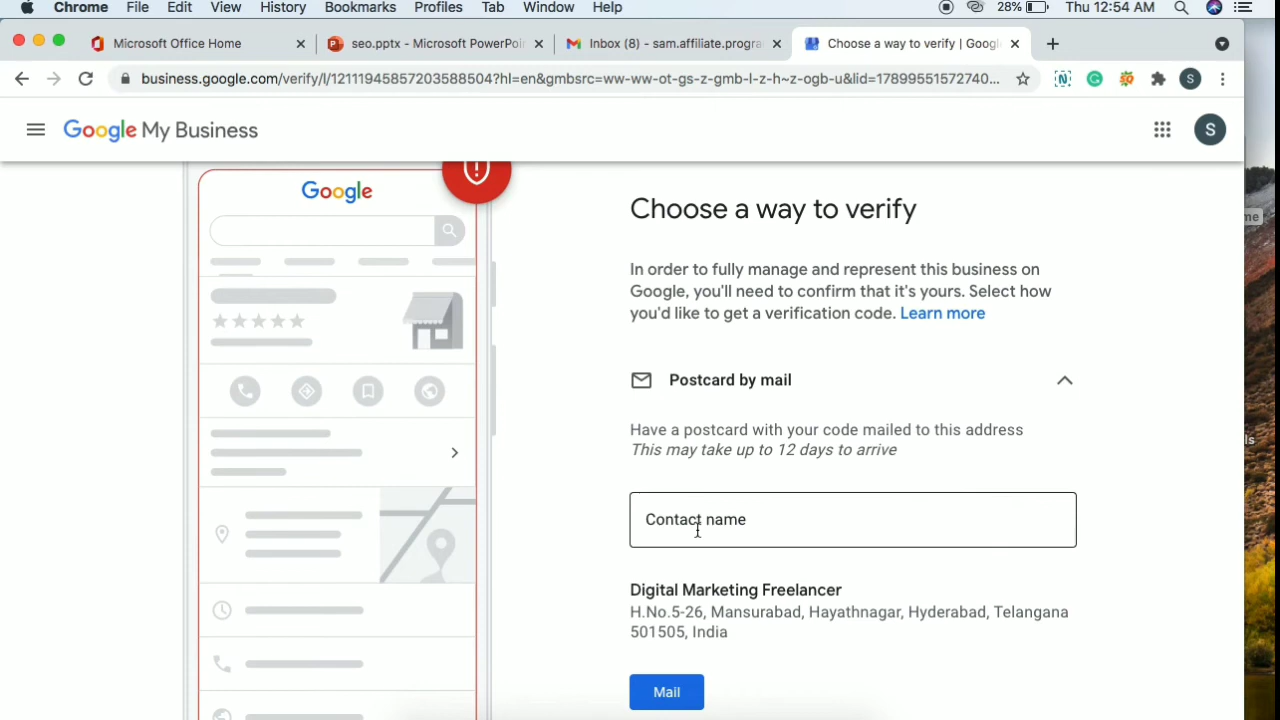 Chrome File Edit View History Bookmarks Profiles Tab Window Help 28% Thu 12:54 AM
Microsoft Office Home seo.pptx - Microsoft PowerPoin Inbox (8) - sam.affiliate.progra Choose a way to verify | Googl
business.google.com/verify/l/12111945857203588504?hl=en&gmbsrc=ww-ww-ot-gs-z-gmb-l-z-h~z-ogb-u&lid=17899551572740... S
Google My Business S
Google
Choose a way to verify
In order to fully manage and represent this business on
Google, you'll need to confirm that it's yours. Select how
you'd like to get a verification code. Learn more
Postcard by mail
Have a postcard with your code mailed to this address
This may take up to 12 days to arrive
Contact name
Digital Marketing Freelancer
H.No.5-26, Mansurabad, Hayathnagar, Hyderabad, Telangana
501505, India
Mail